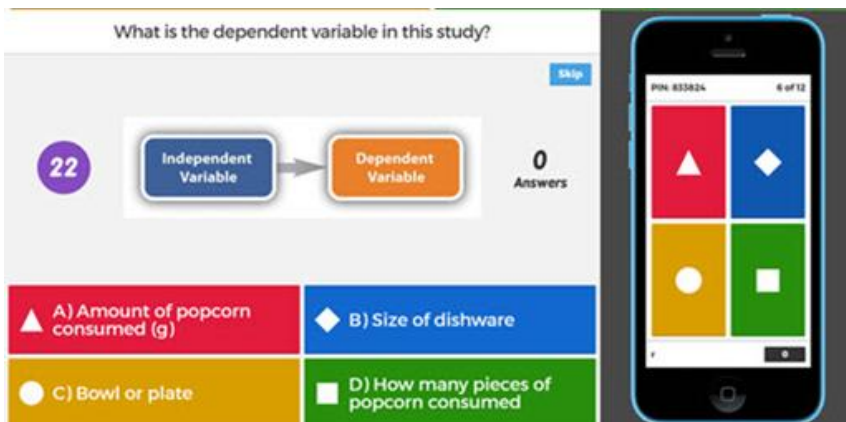 What is the dependent variable in this study?
Skip
22
Independent
Variable
Dependent
Variable
0
Answers
A) Amount of popcorn
consumed (g)
B) Size of dishware
C) Bowl or plate
D) How many pieces of
popcorn consumed
PIN: 833824
6 of 12